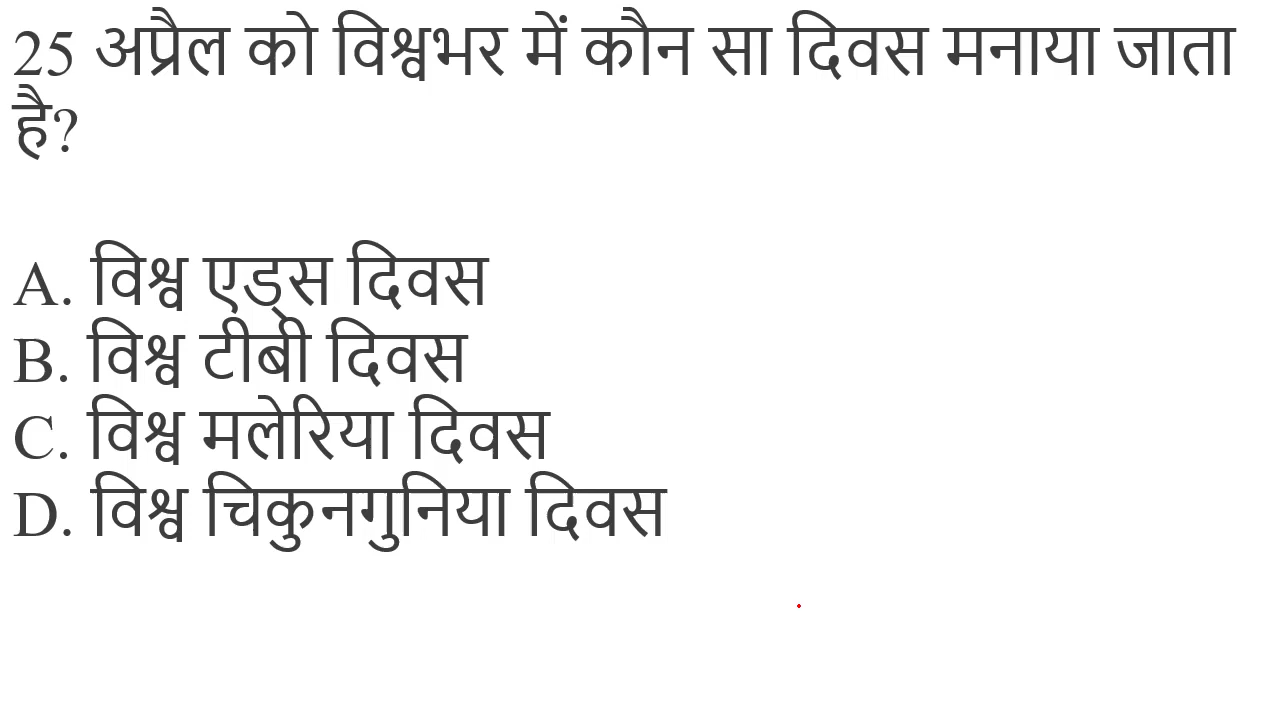 25 अप्रैल को विश्वभर में कौन सा दिवस मनाया जाता
है?
A. विश्व एड्स दिवस
B. विश्व टीबी दिवस
C. विश्व मलेरिया दिवस
D. विश्व चिकुनगुनिया दिवस